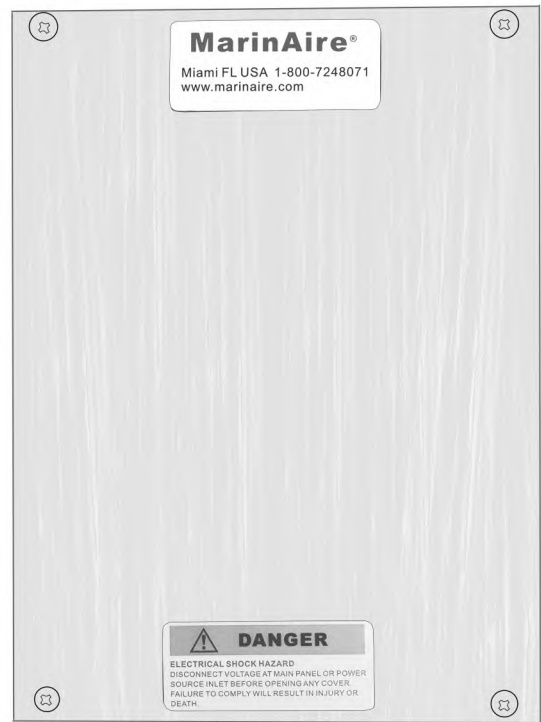 MarinAire®
Miami FL USA 1-800-7248071
www.marinaire.com
DANGER
ELECTRICAL SHOCK HAZARD
DISCONNECT VOLTAGE AT MAIN PANEL OR POWER
SOURCE INLET BEFORE OPENING ANY COVER.
FAILURE TO COMPLY WILL RESULT IN INJURY OR
DEATH.